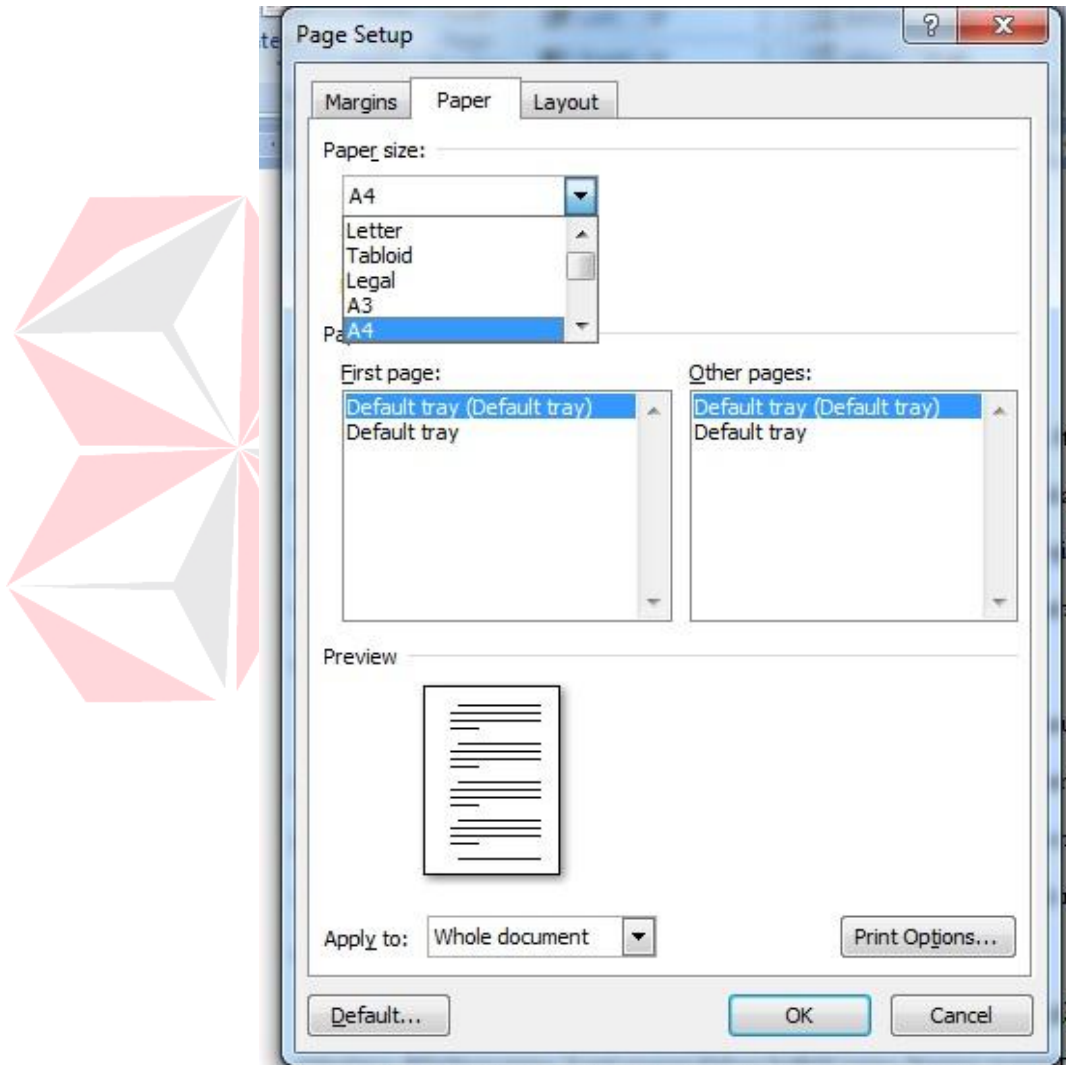 Page Setup
Margins Paper Layout
Paper size:
A4
Letter
Tabloid
Legal
A3
A4
First page: Other pages:
Default tray (Default tray) Default tray (Default tray)
Default tray Default tray
Preview
Apply to: Whole document Print Options...
Default... OK Cancel